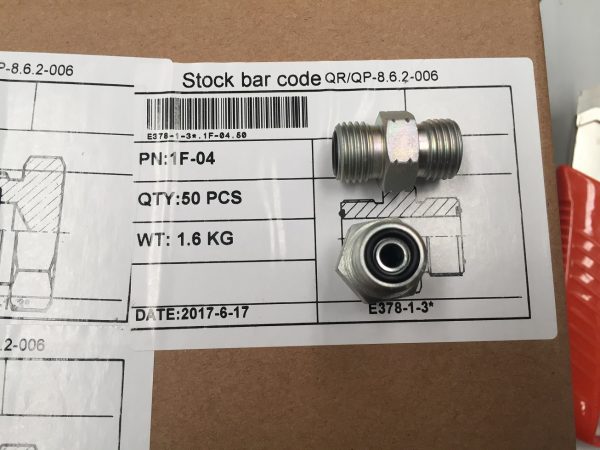 P-8.6.2-006
Stock bar code QR/QP-8.6.2-006
E378-1-3*.1F-04.50
PN:1F-04
QTY:50 PCS
WT: 1.6 KG
DATE:2017-6-17
E378-1-3*
1F-3*
.2-006